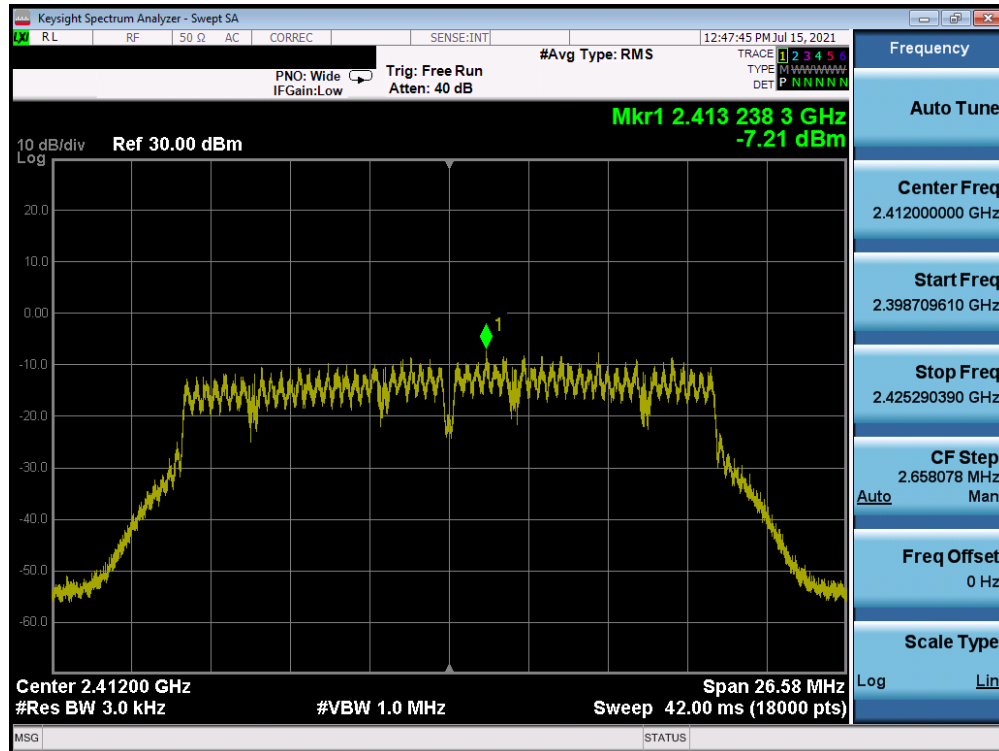 Keysight Spectrum Analyzer - Swept SA
LXI RL RF 50 Ω AC CORREC SENSE:INT 12:47:45 PM Jul 15, 2021
#Avg Type: RMS
TRACE 1 2 3 4 5 6
PNO: Wide Trig: Free Run TYPE M WWWWW
IFGain:Low Atten: 40 dB DET P N N N N N
Mkr1 2.413 238 3 GHz
-7.21 dBm
10 dB/div Ref 30.00 dBm
Log
20.0
10.0
0.00
1
-10.0
-20.0
-30.0
-40.0
-50.0
-60.0
Center 2.41200 GHz Span 26.58 MHz
#Res BW 3.0 kHz #VBW 1.0 MHz Sweep 42.00 ms (18000 pts)
MSG STATUS
Frequency
Auto Tune
Center Freq
2.412000000 GHz
Start Freq
2.398709610 GHz
Stop Freq
2.425290390 GHz
CF Step
2.658078 MHz
Auto Man
Freq Offset
0 Hz
Scale Type
Log Lin